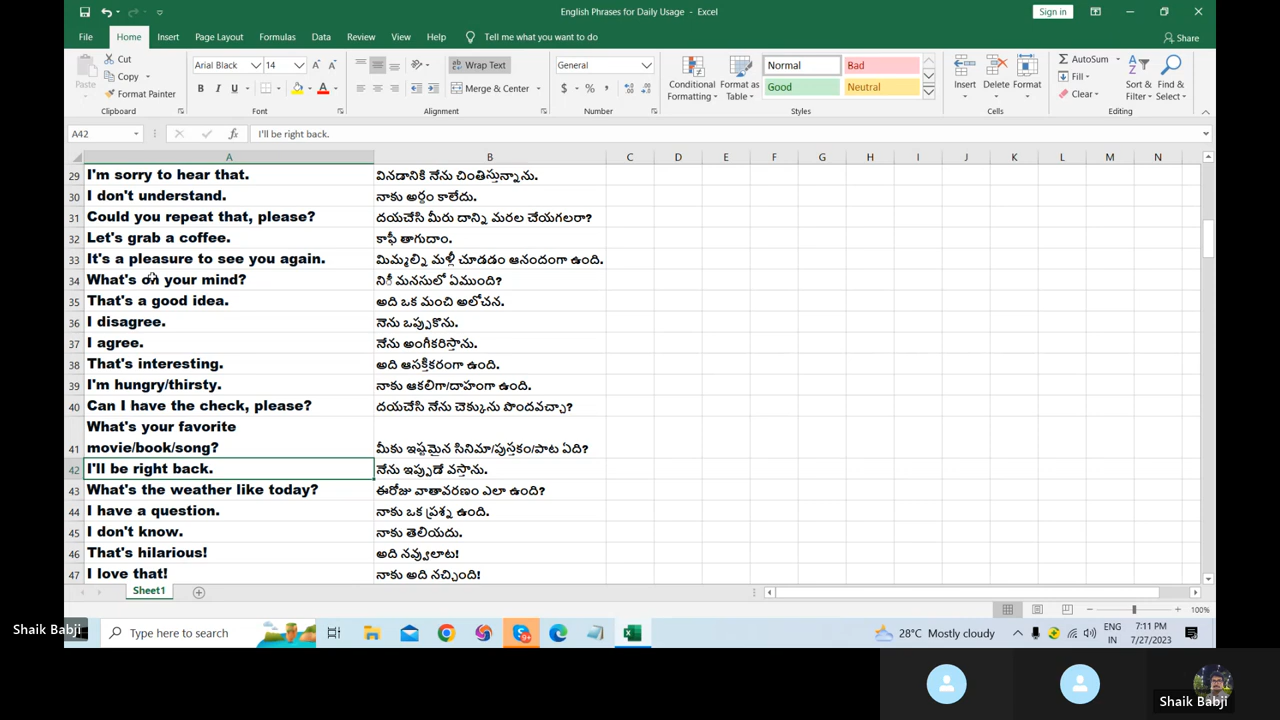 English Phrases for Daily Usage - Excel
Sign in
File Home Insert Page Layout Formulas Data Review View Help Tell me what you want to do Share
Paste Cut
Copy
Format Painter
Clipboard
Arial Black 14
B I U
Font
Wrap Text
Merge & Center
Alignment
General
$ % ,
Number
Conditional Formatting
Format as Table
Normal Bad
Good Neutral
Styles
Insert Delete Format
Cells
AutoSum
Fill
Clear
Sort & Filter
Find & Select
Editing
A42 fx I'll be right back.
A B C D E F G H I J K L M N
29 I'm sorry to hear that. వినడానికి నేను చింతిస్తున్నాను.
30 I don't understand. నాకు అర్థం కాలేదు.
31 Could you repeat that, please? దయచేసి మీరు దాన్ని మరల చేయగలరా?
32 Let's grab a coffee. కాఫీ తాగుదాం.
33 It's a pleasure to see you again. మిమ్మల్ని మళ్లీ చూడడం ఆనందంగా ఉంది.
34 What's on your mind? మనసులో ఏముంది?
35 That's a good idea. అది ఒక మంచి అలోచన.
36 I disagree. నెను ఒప్పుకొను.
37 I agree. నేను అంగీకరిస్తాను.
38 That's interesting. అది ఆసక్తికరంగా ఉంది.
39 I'm hungry/thirsty. నాకు ఆకలిగా/దాహంగా ఉంది.
40 Can I have the check, please? దయచేసి నేను చెక్కును పొందవచ్చా?
What's your favorite
41 movie/book/song? మీకు ఇష్టమైన సినిమా/పుస్తకం/పాట ఏది?
42 I'll be right back. నేను ఇప్పుడే వస్తాను.
43 What's the weather like today? ఈరోజు వాతావరణం ఎలా ఉంది?
44 I have a question. నాకు ఒక ప్రశ్న ఉంది.
45 I don't know. నాకు తెలియదు.
46 That's hilarious! అది నవ్వులాట!
47 I love that! నాకు అది నచ్చింది!
Sheet1
100%
Shaik Babji
Type here to search
28°C Mostly cloudy
ENG
IN
7:11 PM
7/27/2023
Shaik Babji